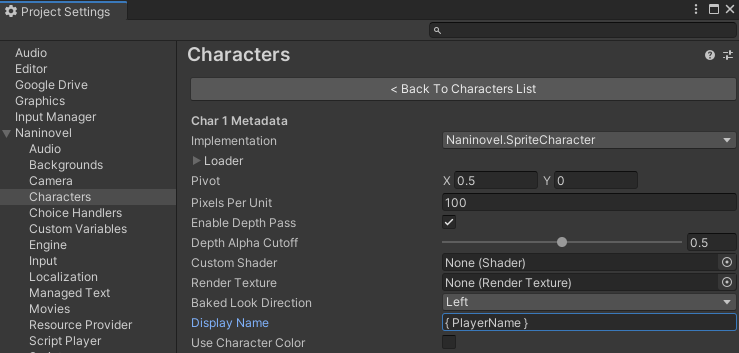 Project Settings
Audio
Editor
Google Drive
Graphics
Input Manager
Naninovel
Audio
Backgrounds
Camera
Characters
Choice Handlers
Custom Variables
Engine
Input
Localization
Managed Text
Movies
Resource Provider
Script Player
Characters
< Back To Characters List
Char 1 Metadata
Implementation Naninovel.SpriteCharacter
Loader
Pivot X 0.5 Y 0
Pixels Per Unit 100
Enable Depth Pass
Depth Alpha Cutoff 0.5
Custom Shader None (Shader)
Render Texture None (Render Texture)
Baked Look Direction Left
Display Name { PlayerName }
Use Character Color